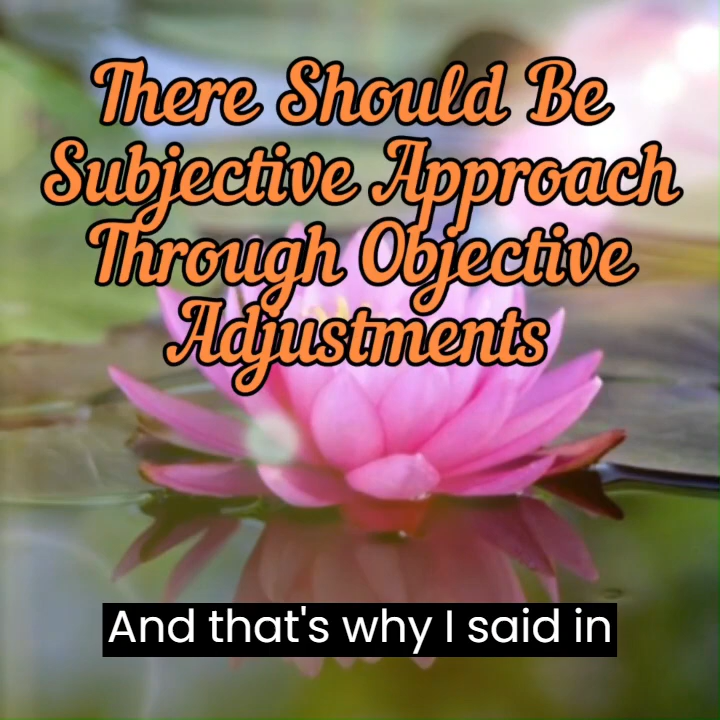 There Should Be
Subjective Approach
Through Objective
Adjustments
And that's why I said in